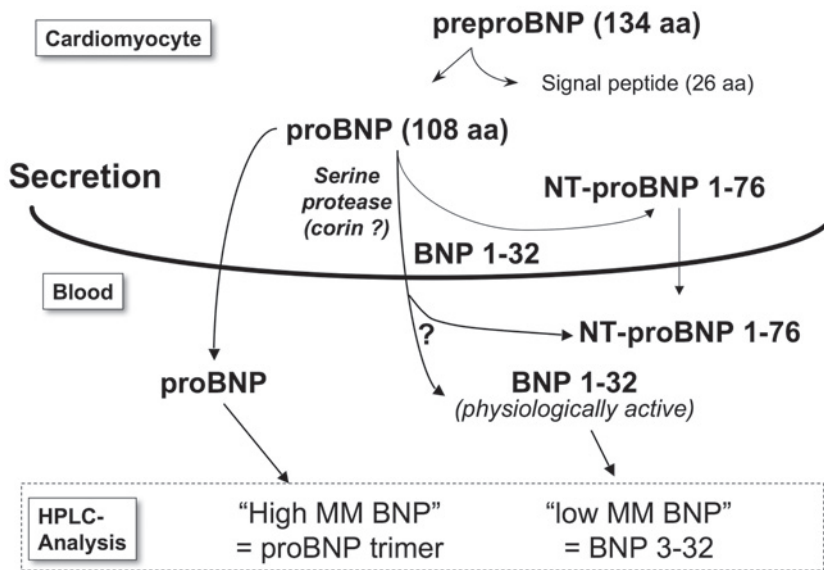 Cardiomyocyte
preproBNP (134 aa)
Signal peptide (26 aa)
proBNP (108 aa)
Secretion
Serine
protease
(corin ?)
NT-proBNP 1-76
BNP 1-32
Blood
?
NT-proBNP 1-76
proBNP
BNP 1-32
(physiologically active)
HPLC-
Analysis
“High MM BNP”
= proBNP trimer
“low MM BNP”
= BNP 3-32